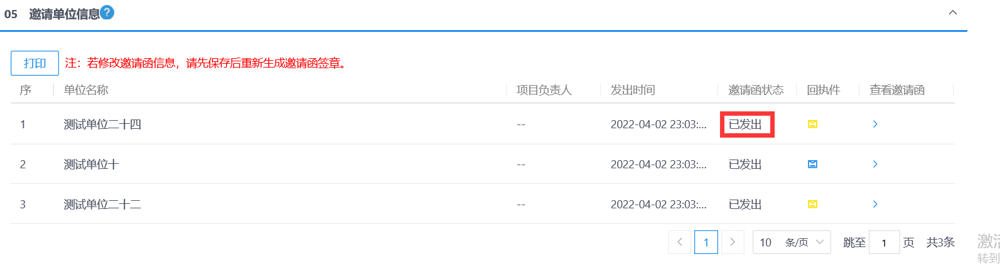 05 邀请单位信息?
打印 注：若修改邀请函信息，请先保存后重新生成邀请函签章。
序 单位名称 项目负责人 发出时间 邀请函状态 回执件 查看邀请函
1 测试单位二十四 -- 2022-04-02 23:03:... 已发出
2 测试单位十 -- 2022-04-02 23:03:... 已发出
3 测试单位二十二 -- 2022-04-02 23:03:... 已发出
1 10 条/页 跳至 1 页 共3条
激活
转到